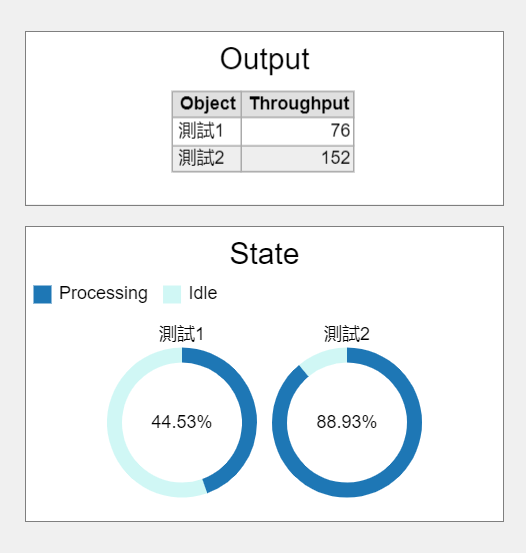 Output
Object Throughput
測試1 76
測試2 152
State
Processing Idle
測試1 測試2
44.53% 88.93%